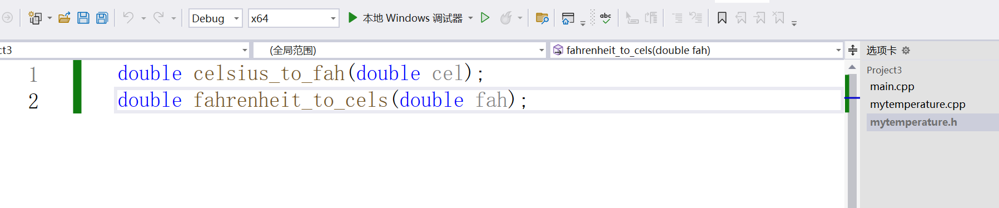 Debug x64 本地 Windows 调试器 abc
ct3 (全局范围) fahrenheit_to_cels(double fah) 选项卡
1 double celsius_to_fah(double cel);
2 double fahrenheit_to_cels(double fah);
Project3
main.cpp
mytemperature.cpp
mytemperature.h